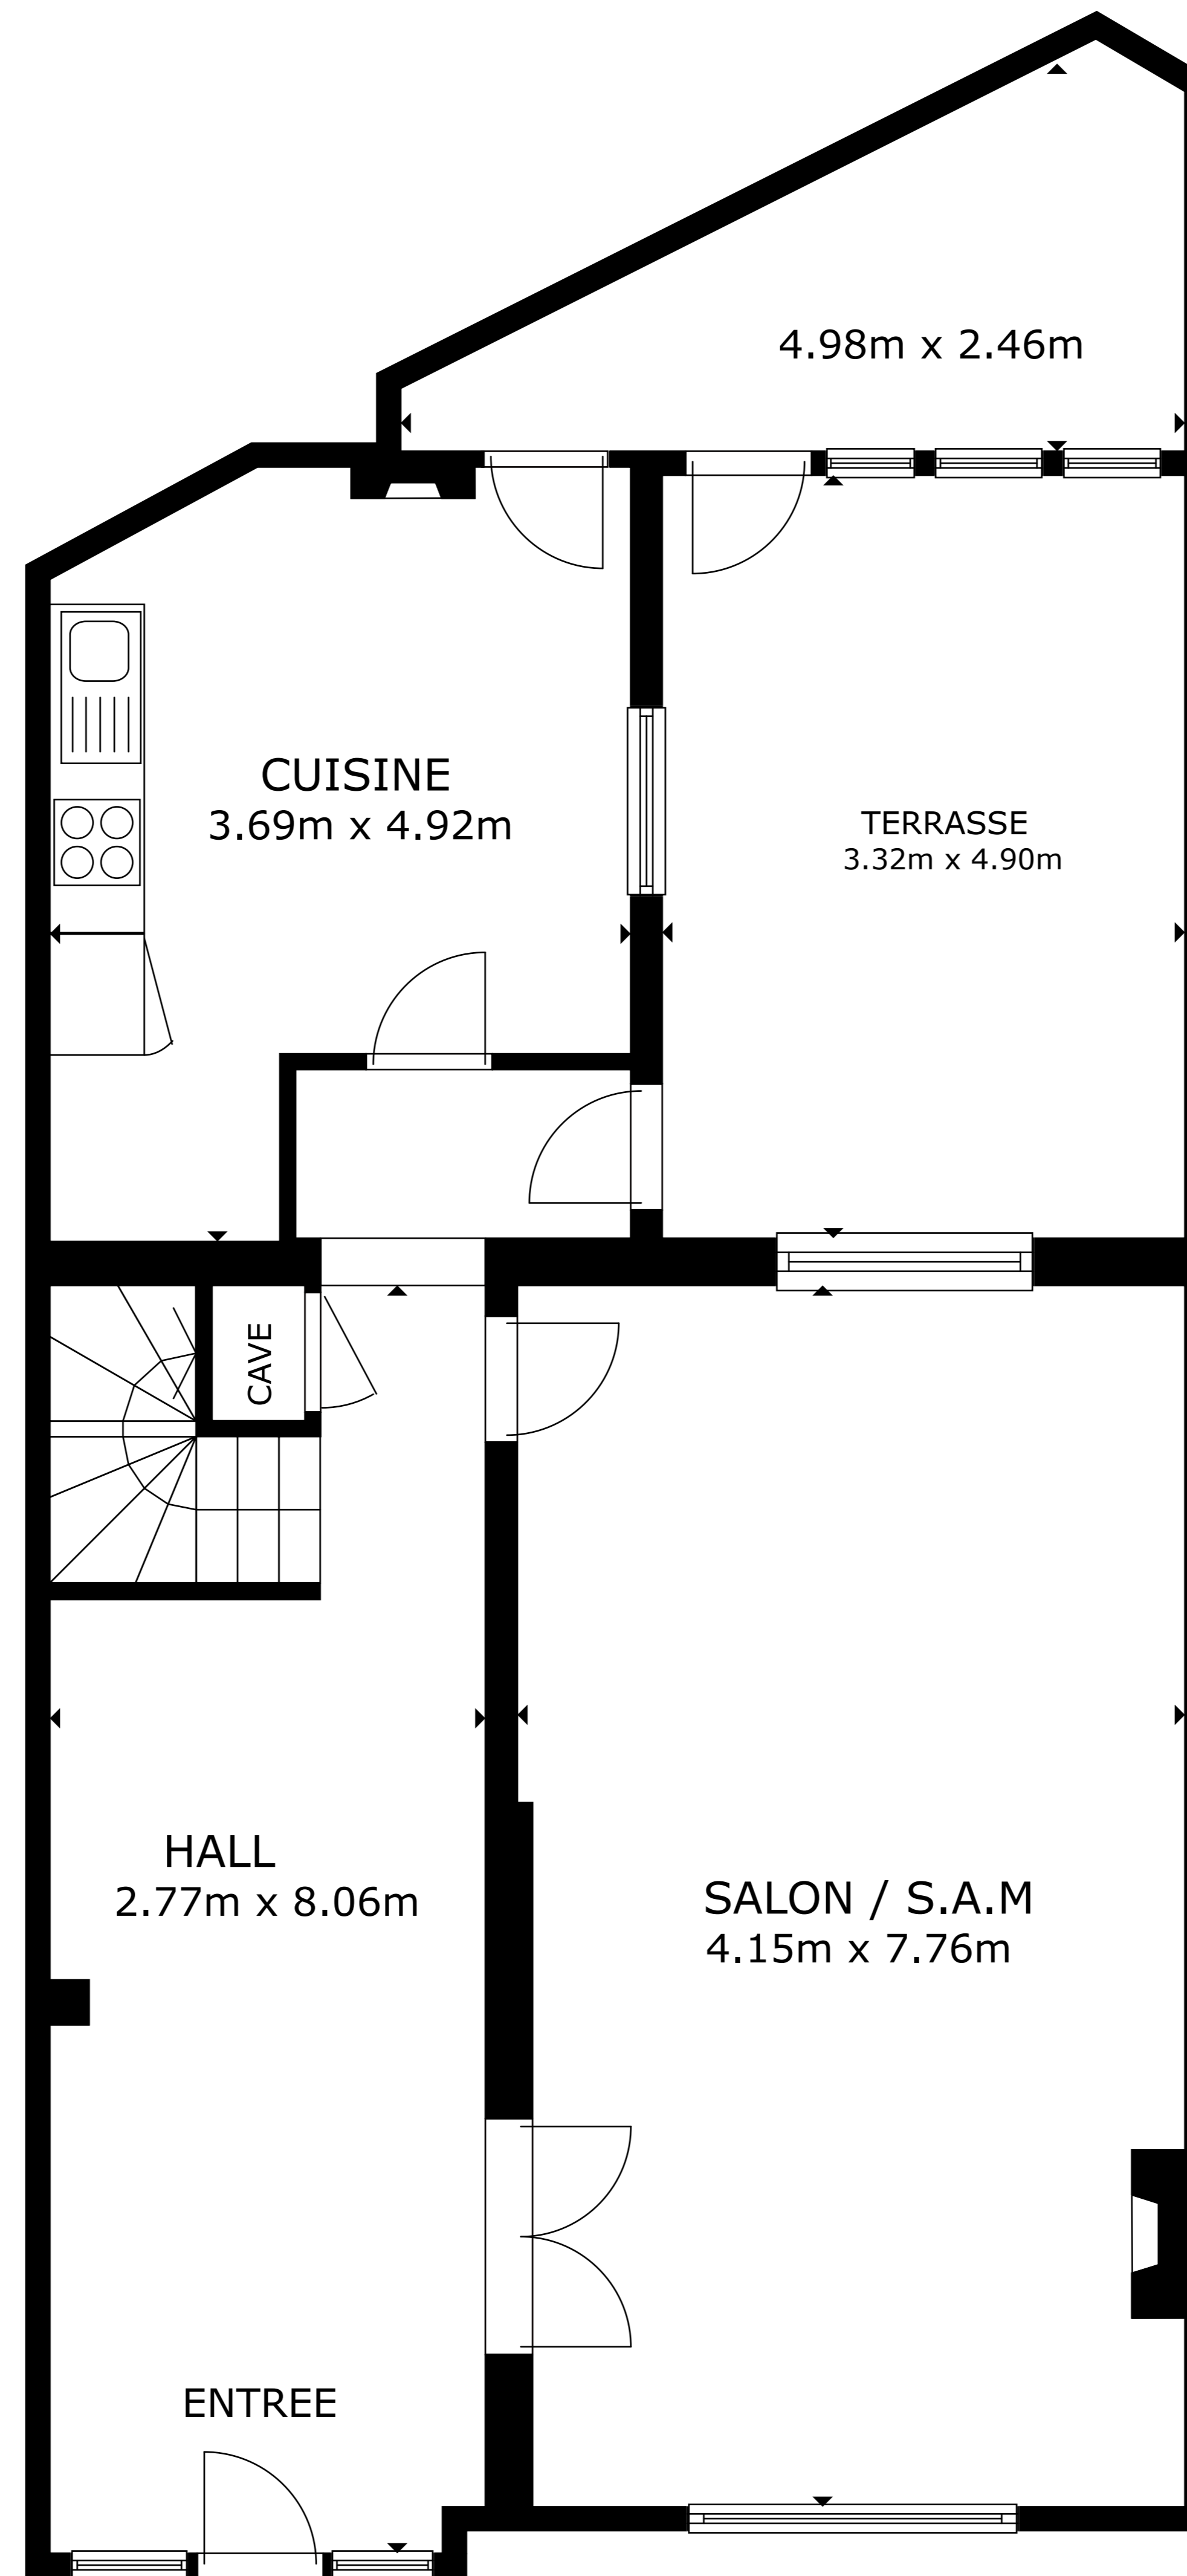 4.98m x 2.46m
CUISINE
3.69m x 4.92m
TERRASSE
3.32m x 4.90m
CAVE
HALL
2.77m x 8.06m
SALON / S.A.M
4.15m x 7.76m
ENTREE